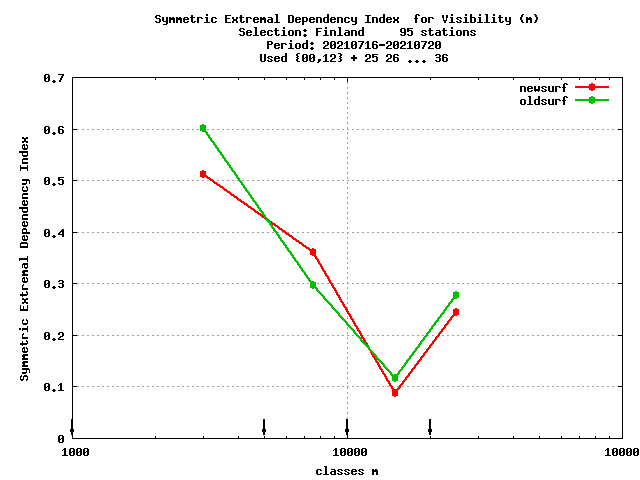 Symmetric Extremal Dependency Index  for Visibility (m)
Selection: Finland     95 stations
Period: 20210716-20210720
Used {00,12} + 25 26 ... 36
newsurf
oldsurf
0.7
0.6
0.5
0.4
0.3
0.2
0.1
0
Symmetric Extremal Dependency Index
1000
10000
10000
classes m